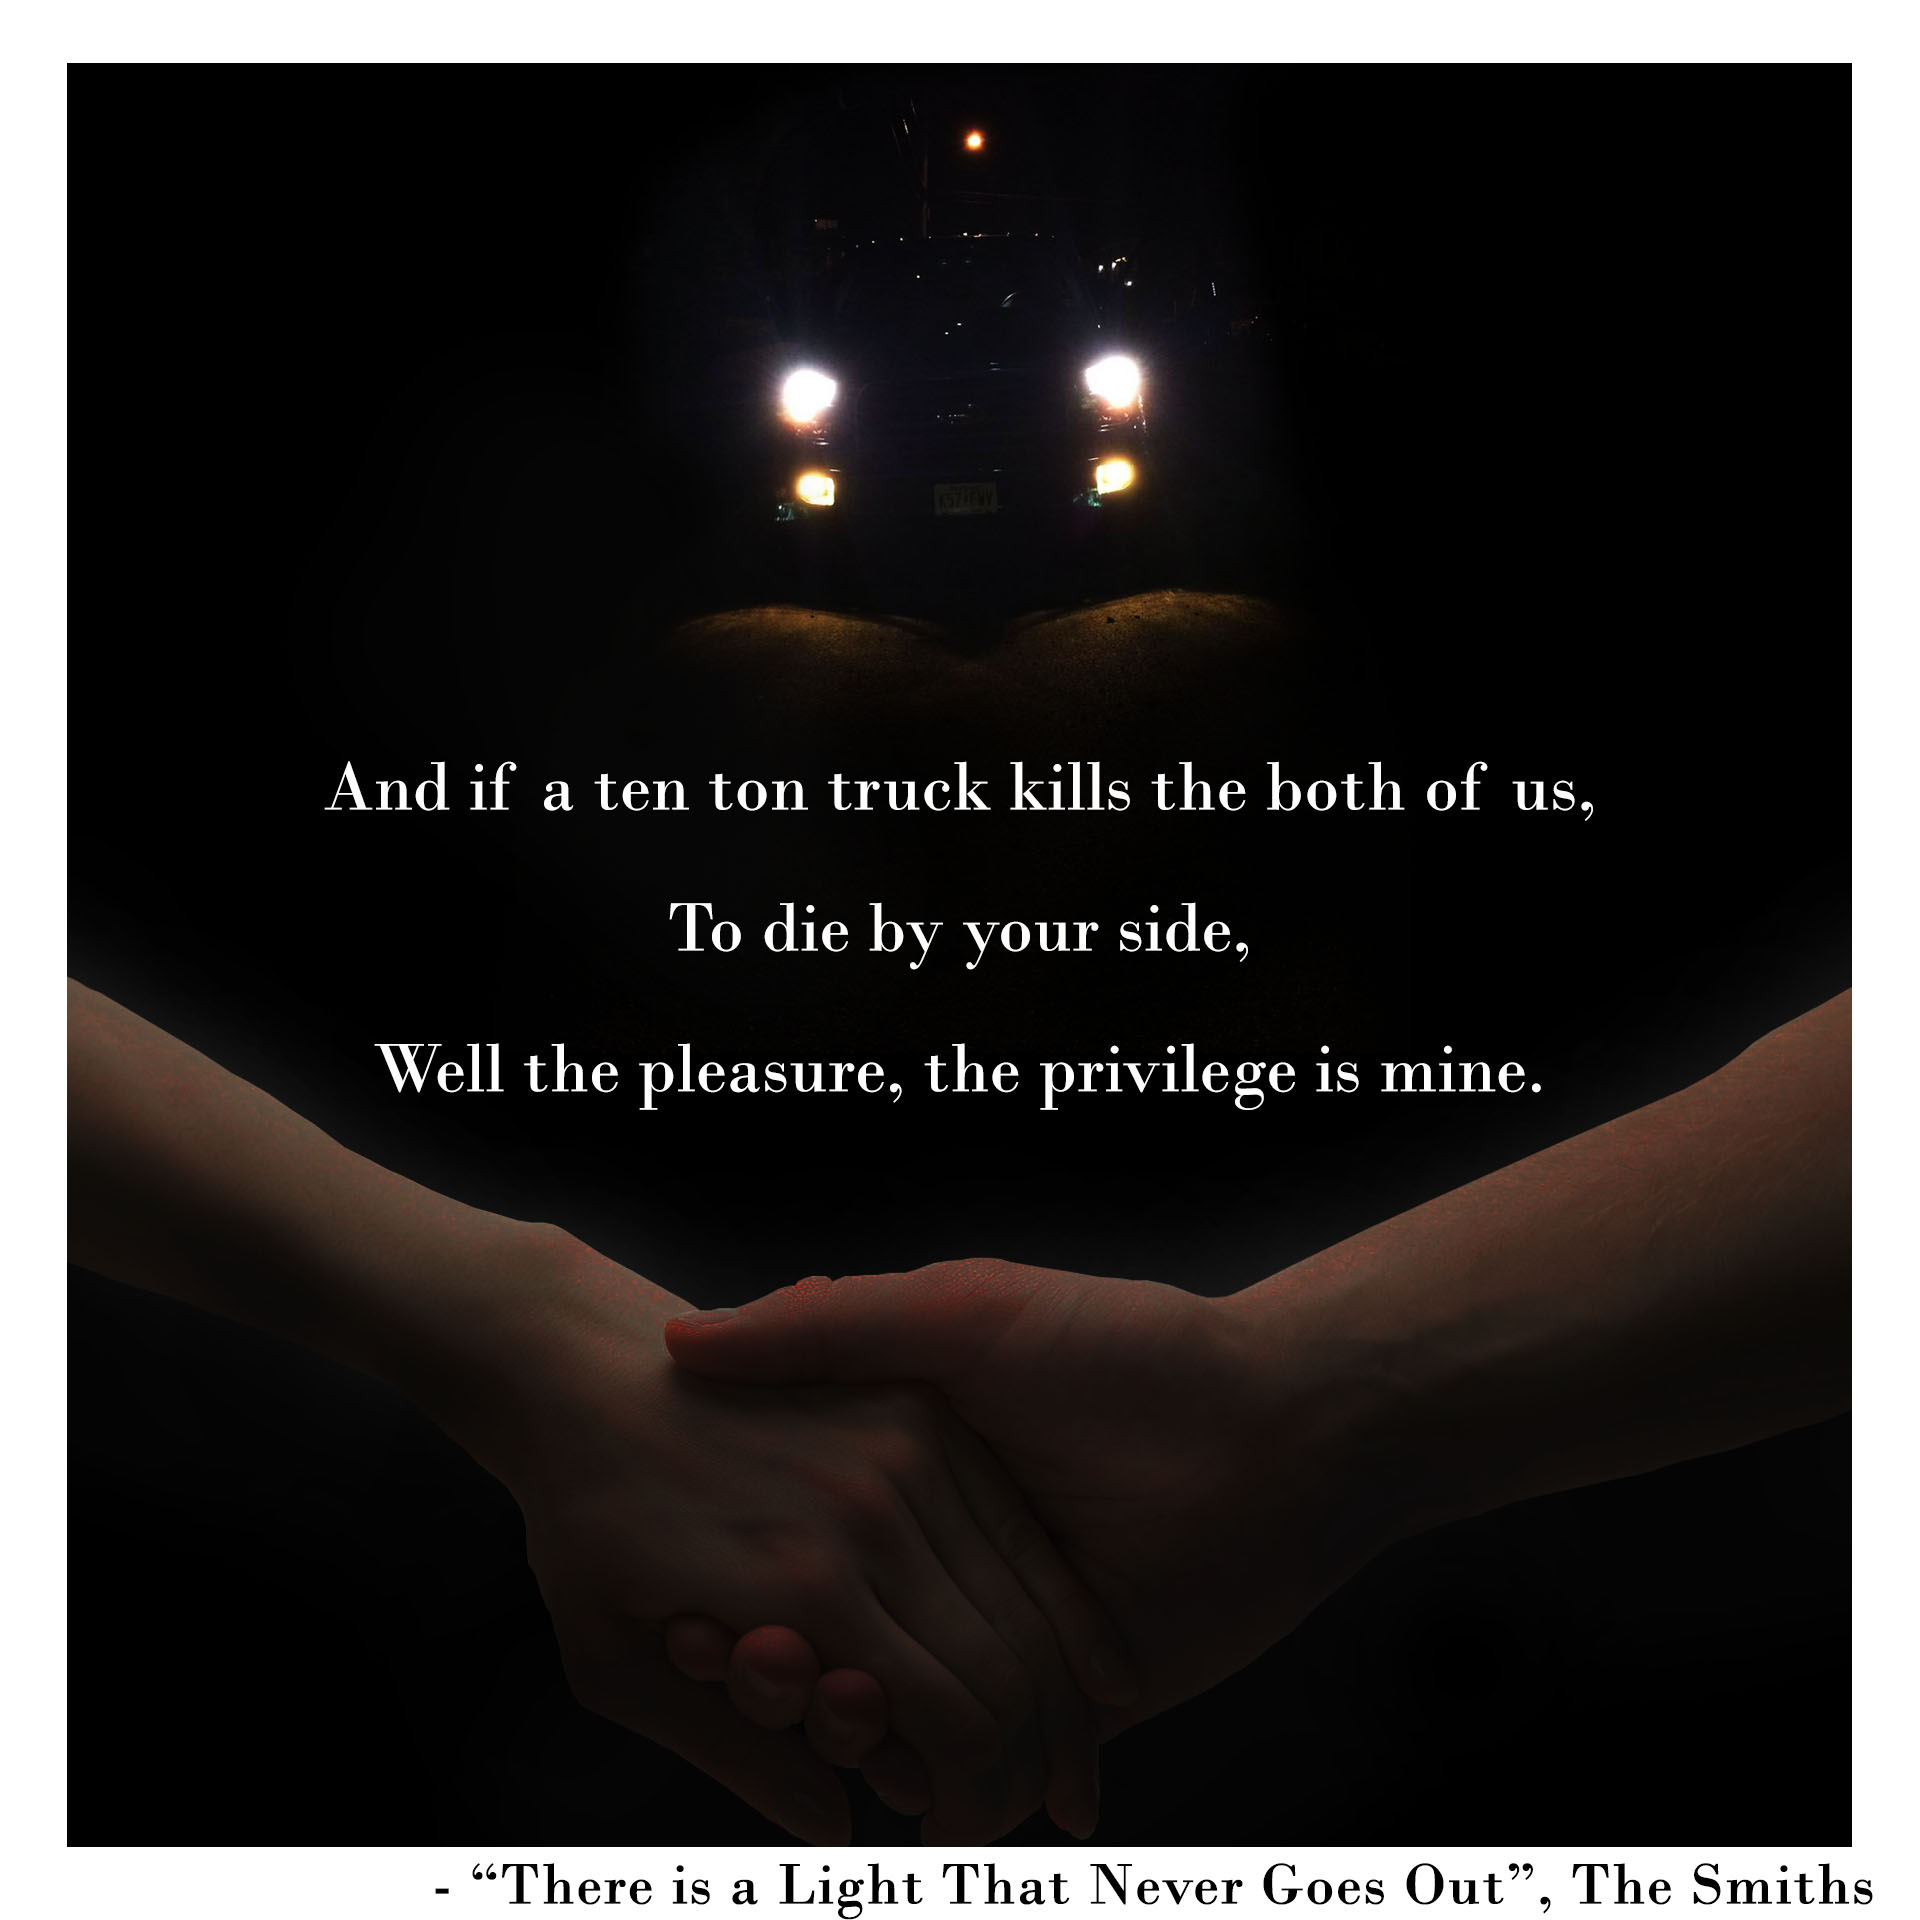 And if a ten ton truck kills the both of us,
To die by your side,
Well the pleasure, the privilege is mine.
- “There is a Light That Never Goes Out”, The Smiths